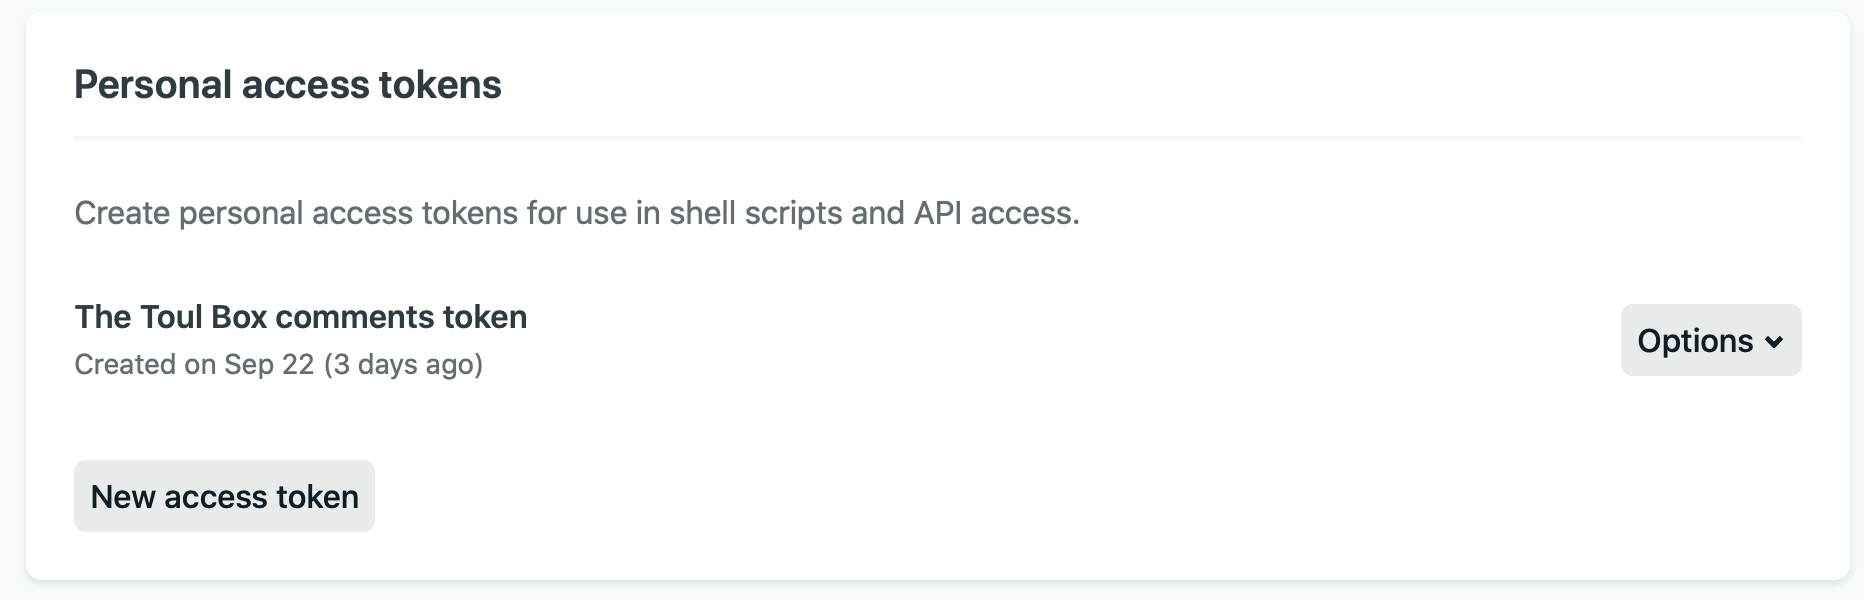 Personal access tokens
Create personal access tokens for use in shell scripts and API access.
The Toul Box comments token
Created on Sep 22 (3 days ago)
Options
New access token